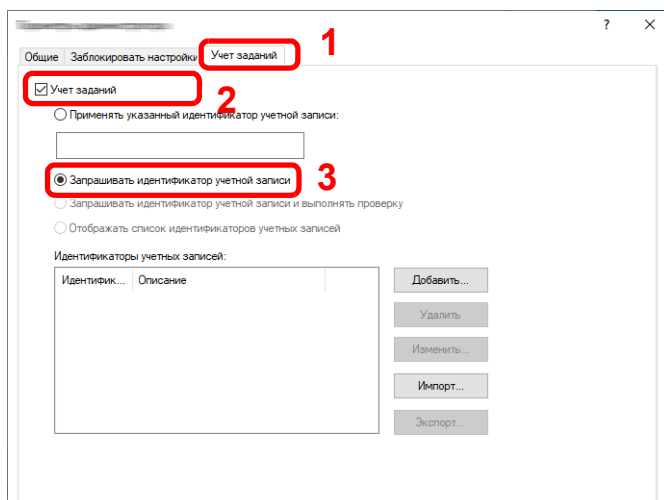 ? ×
1
Общие Заблокировать настройки Учет заданий
Учет заданий
2
Применять указанный идентификатор учетной записи:
Запрашивать идентификатор учетной записи
3
Запрашивать идентификатор учетной записи и выполнять проверку
Отображать список идентификаторов учетных записей
Идентификаторы учетных записей:
Идентифик... Описание
Добавить...
Удалить
Изменить...
Импорт...
Экспорт...